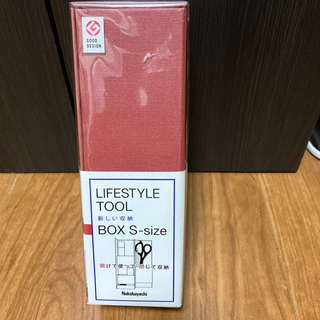 GOOD
DESIGN
LIFESTYLE
TOOL
新しい収納
BOX S-size
開けて使って 閉じて収納
Nakabayashi